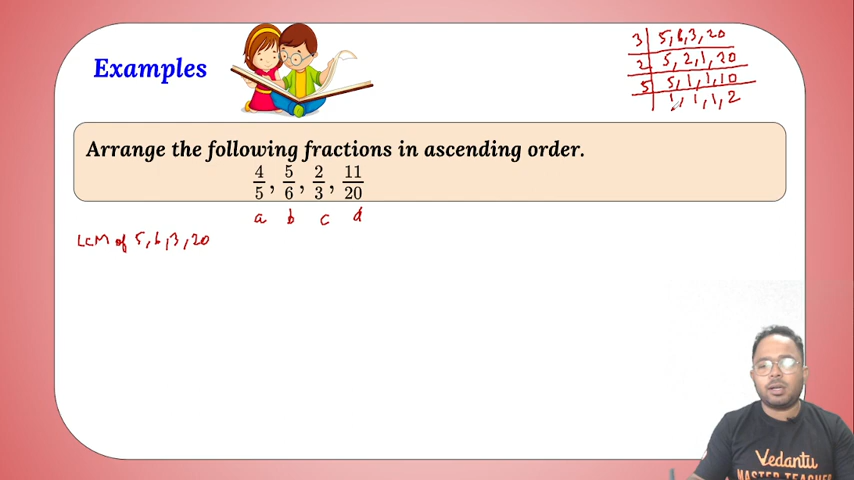 3 5, 6, 3, 20
2 5, 2, 1, 20
5 5, 1, 1, 10
1, 1, 1, 2
Examples
Arrange the following fractions in ascending order.
4/5, 5/6, 2/3, 11/20
a b c d
LCM of 5, 6, 3, 20
Vedantu
MASTER TEACHER